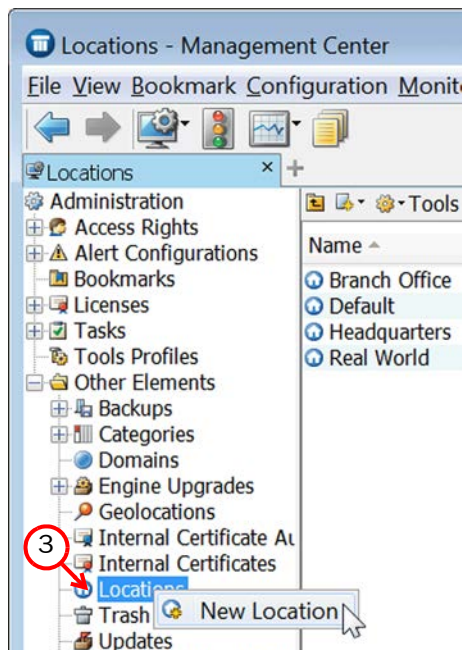 Locations - Management Center
File View Bookmark Configuration
Locations
Administration
Access Rights
Alert Configurations
Bookmarks
Licenses
Tasks
Tools Profiles
Other Elements
Backups
Categories
Domains
Engine Upgrades
Geolocations
Internal Certificate
Internal Certificates
3
Locations
Trash
Updates
New Location
Tools
Name
Branch Office
Default
Headquarters
Real World